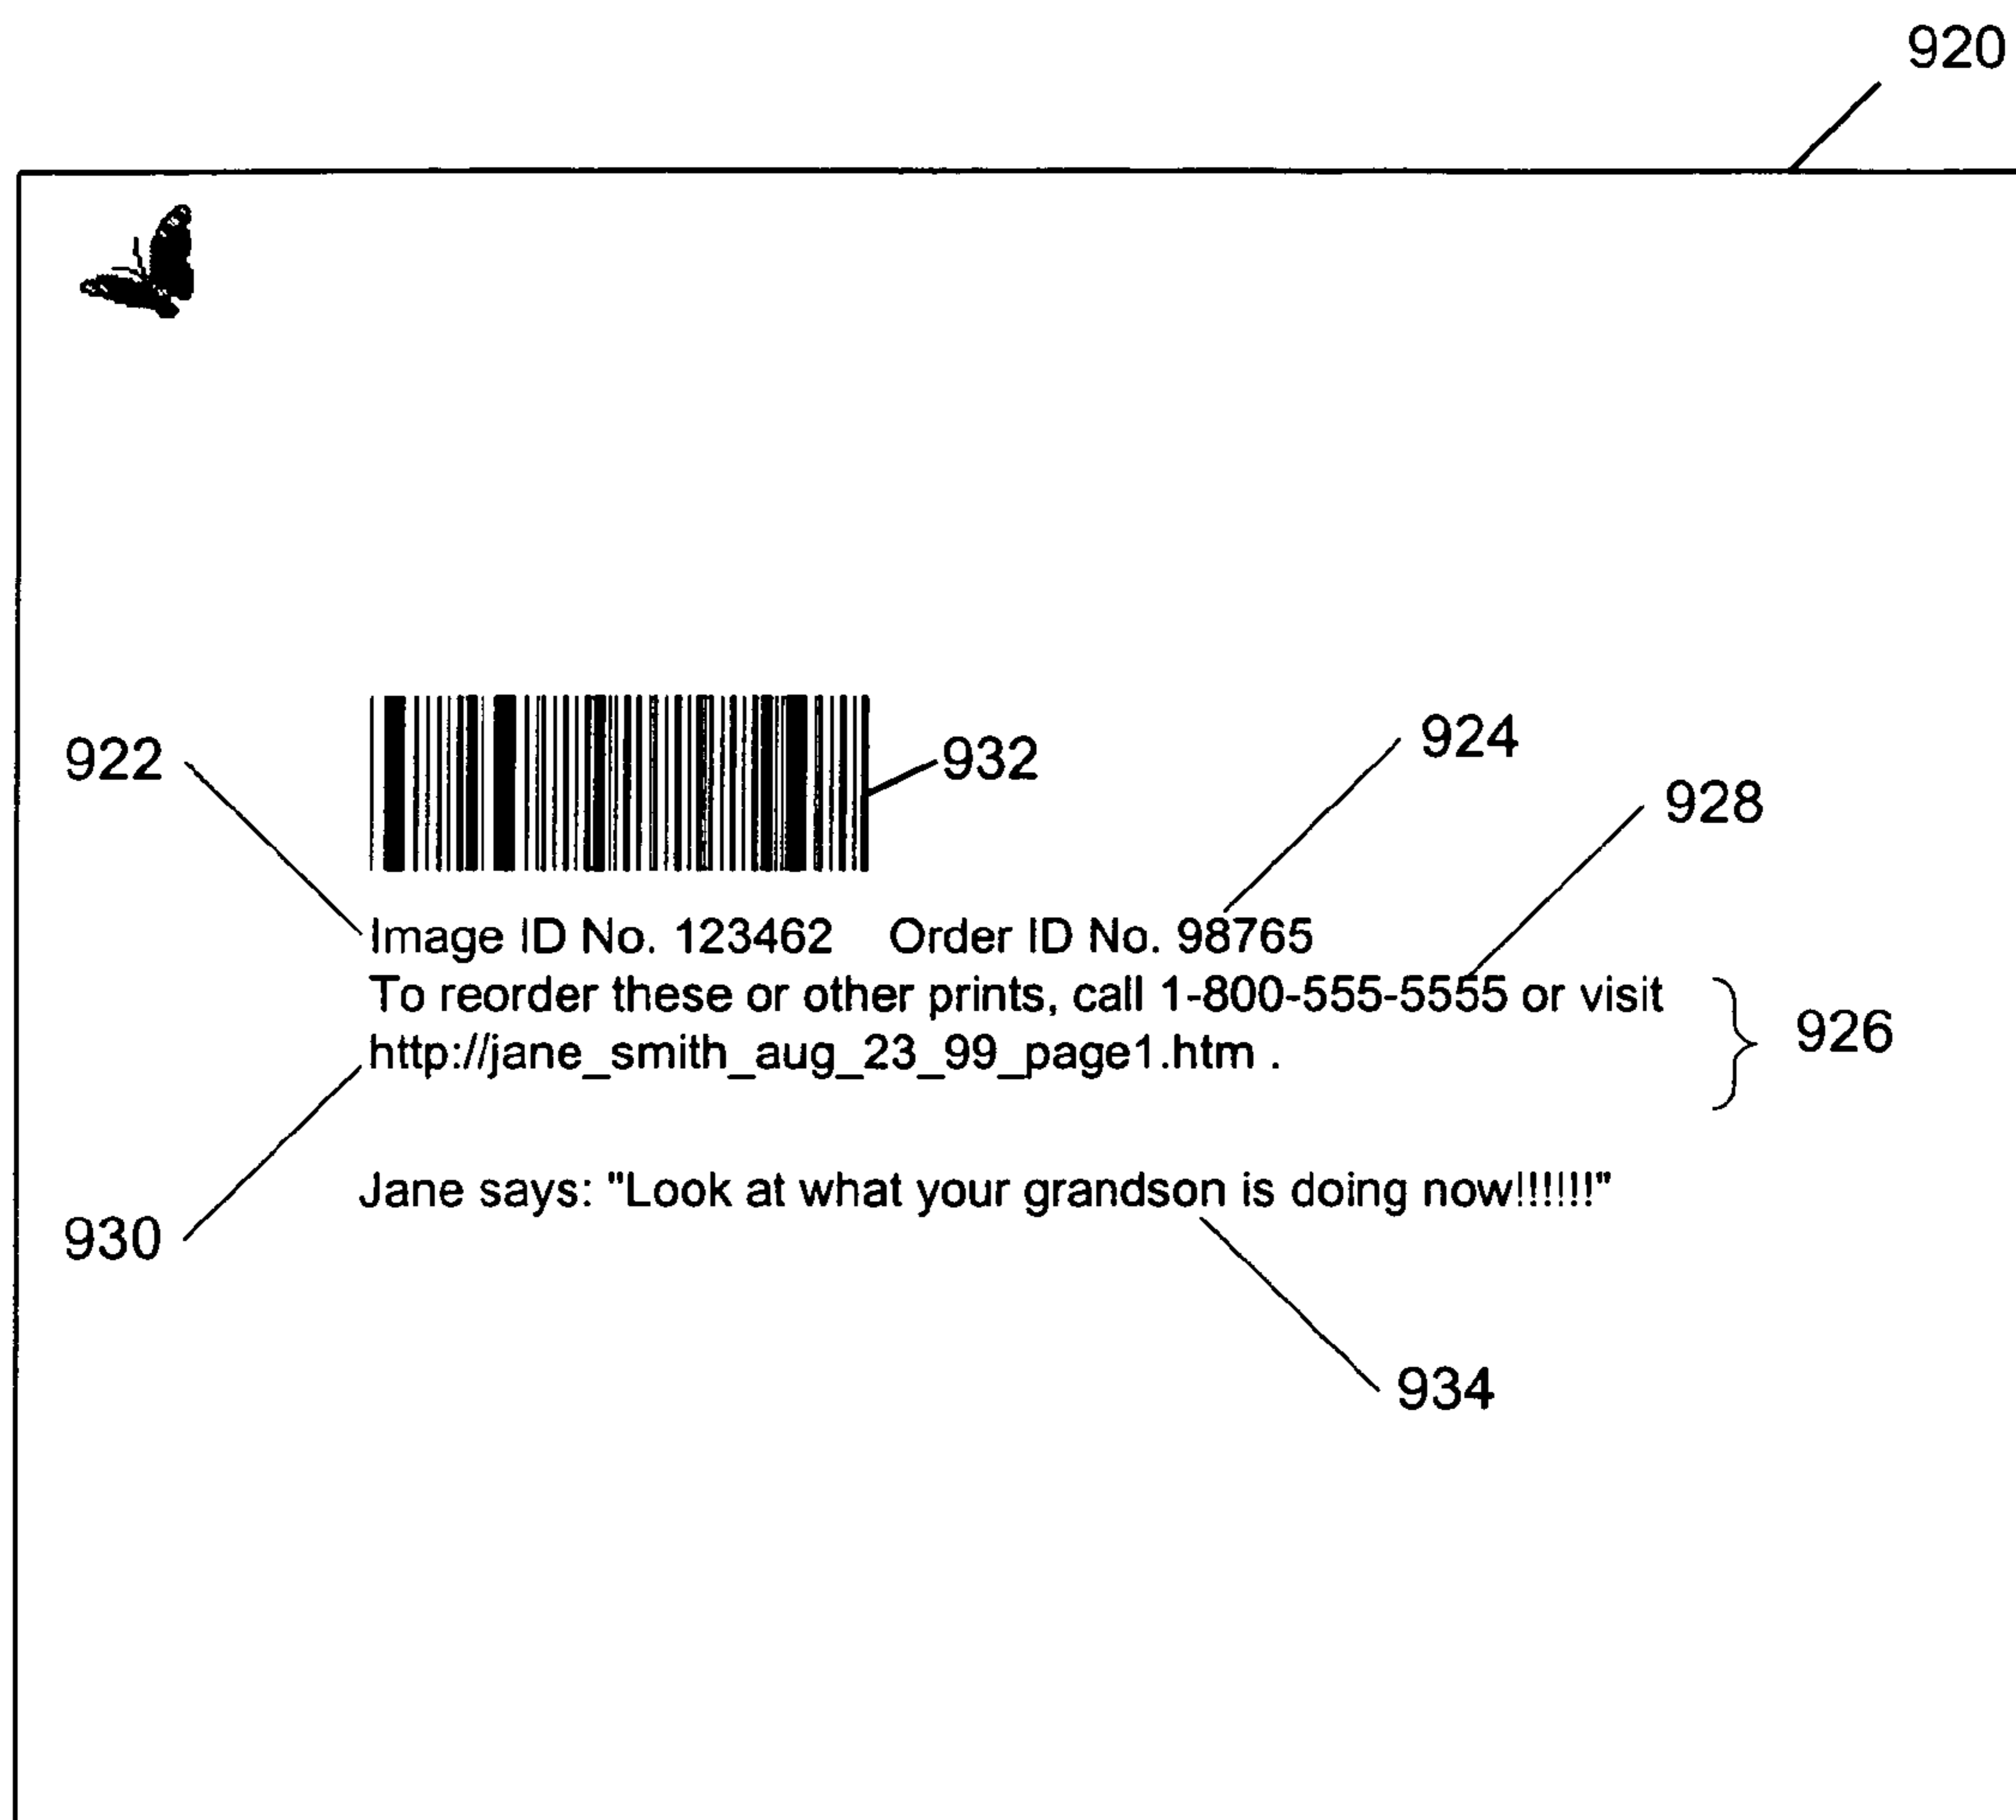 920
922
932
924
928
Image ID No. 123462 Order ID No. 98765
To reorder these or other prints, call 1-800-555-5555 or visit
http://jane_smith_aug_23_99_page1.htm .
926
Jane says: "Look at what your grandson is doing now!!!!!!"
930
934